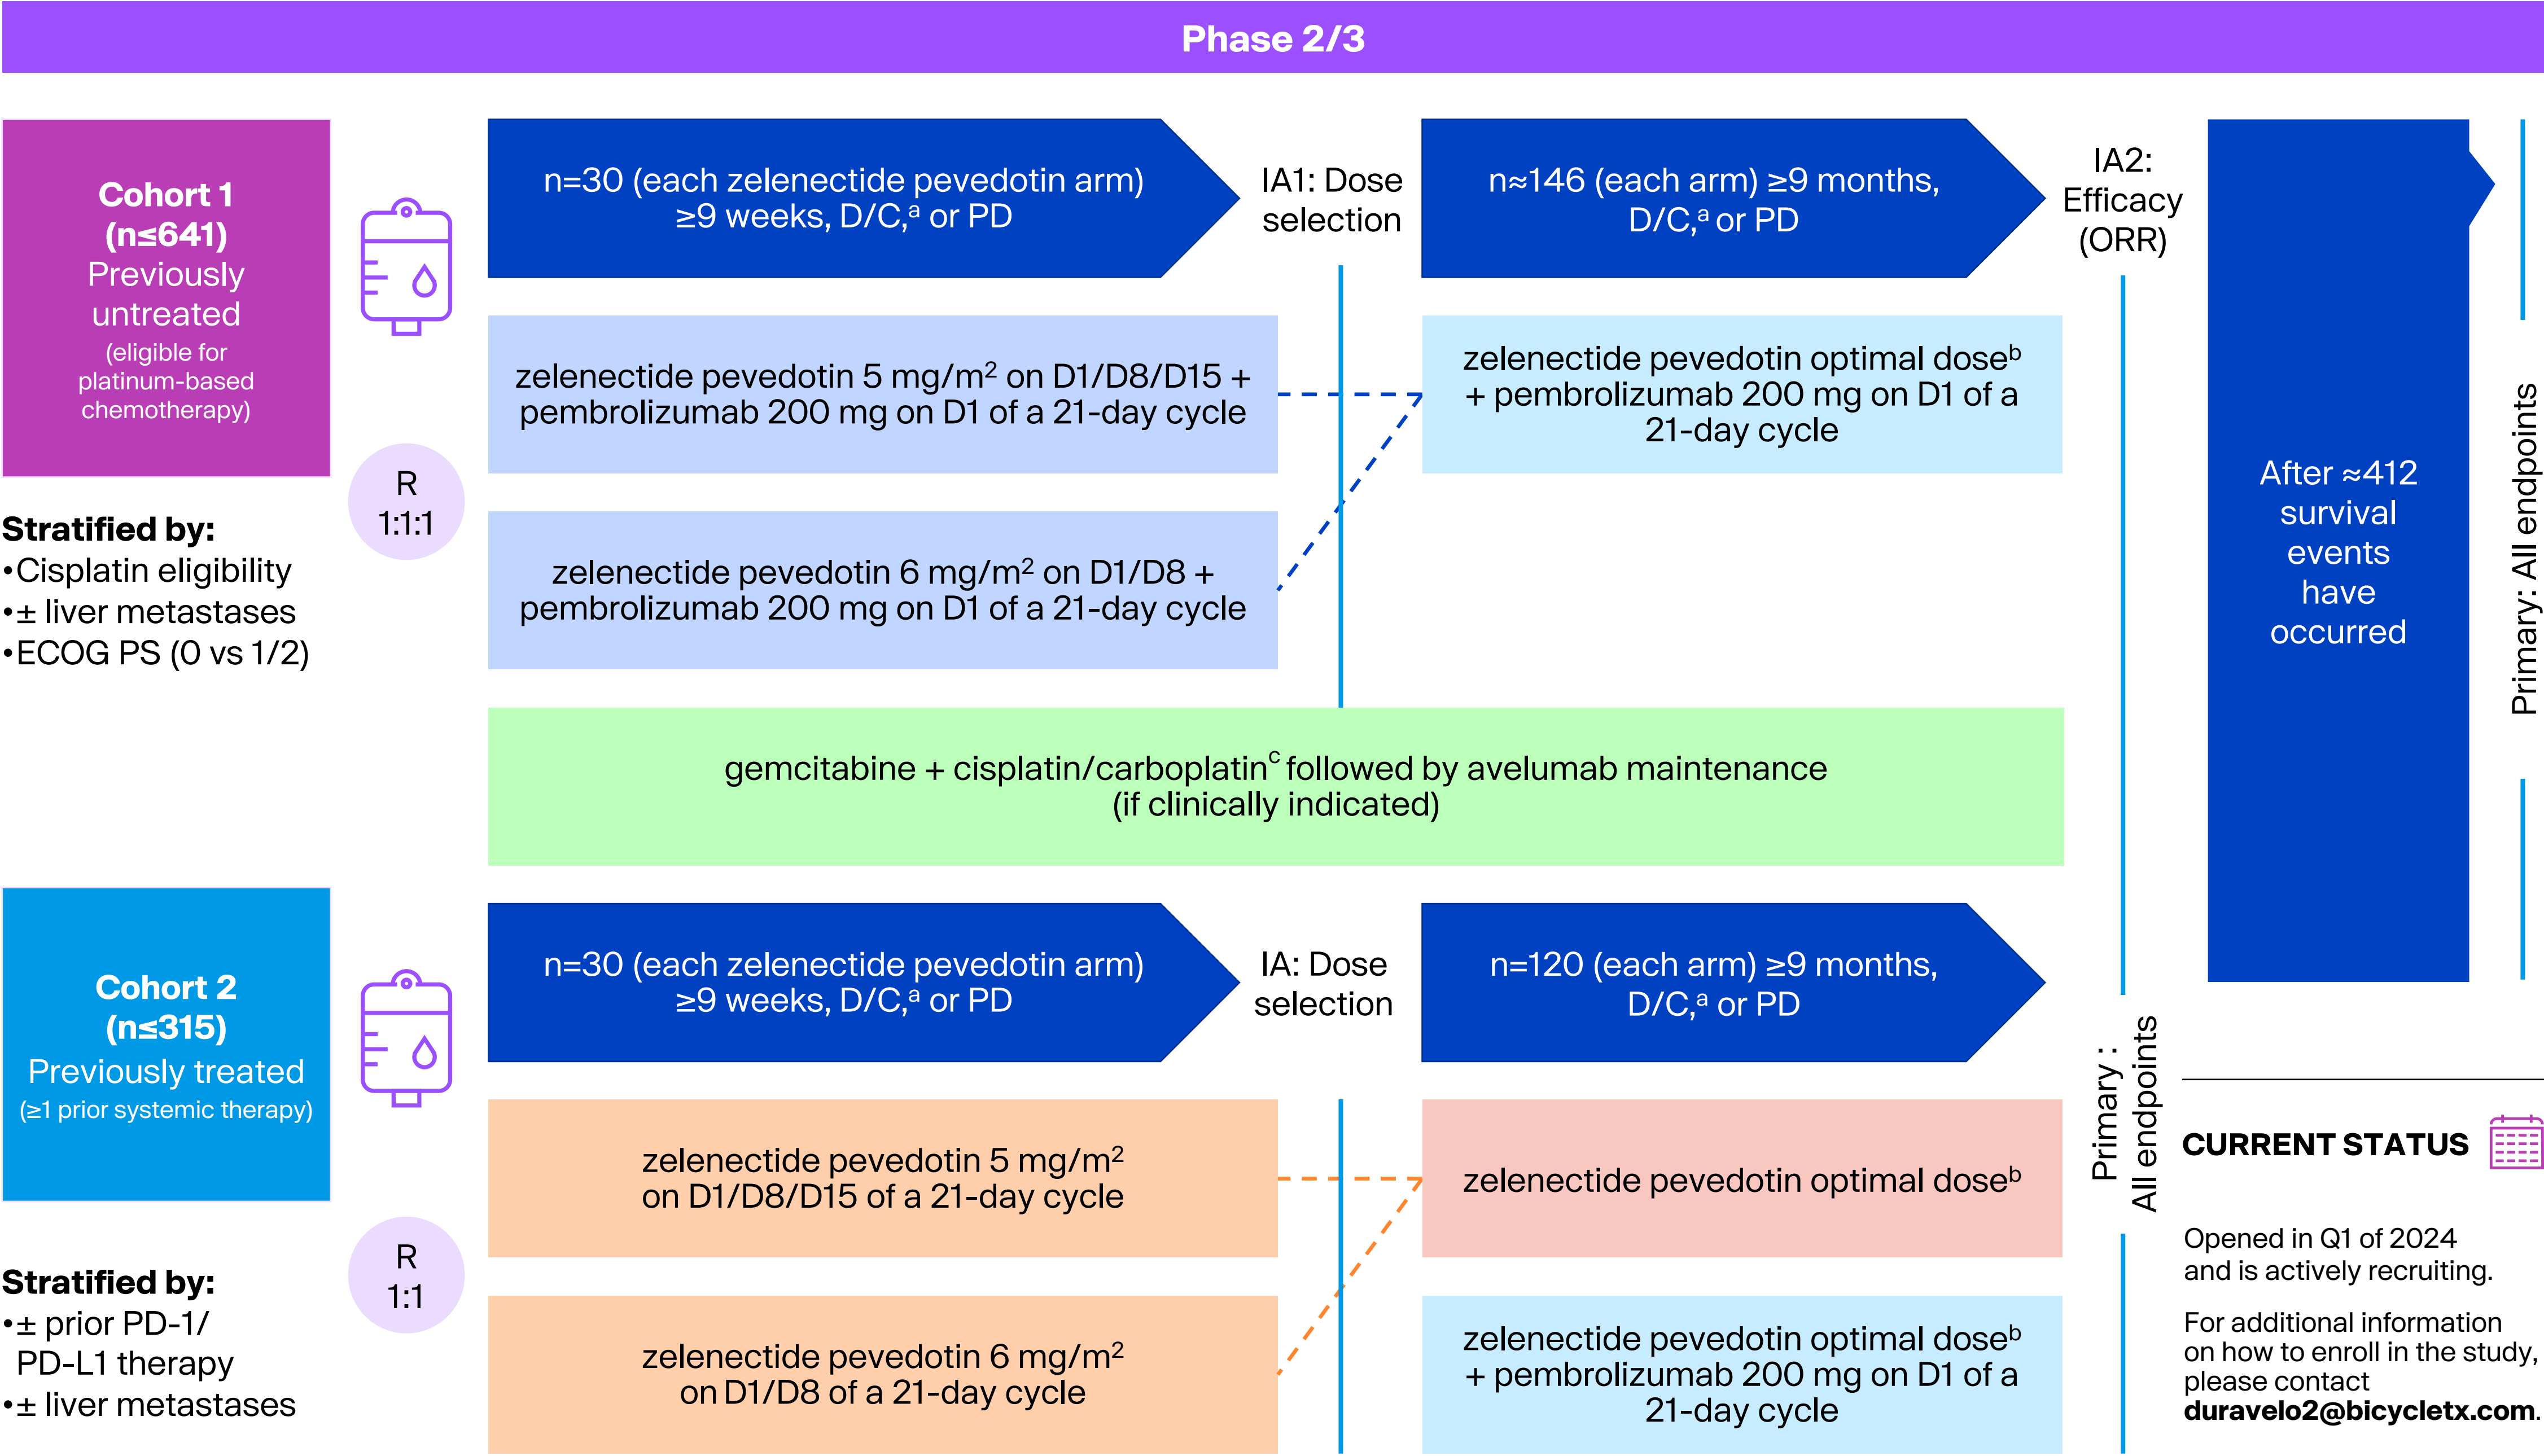 Phase 2/3
Cohort 1
(n≤641)
Previously
untreated
(eligible for
platinum-based
chemotherapy)
Stratified by:
•Cisplatin eligibility
•± liver metastases
•ECOG PS (0 vs 1/2)
R
1:1:1
n=30 (each zelenectide pevedotin arm)
≥9 weeks, D/C,ᵃ or PD
IA1: Dose
selection
n≈146 (each arm) ≥9 months,
D/C,ᵃ or PD
IA2:
Efficacy
(ORR)
zelenectide pevedotin 5 mg/m² on D1/D8/D15 +
pembrolizumab 200 mg on D1 of a 21-day cycle
zelenectide pevedotin optimal doseᵇ
+ pembrolizumab 200 mg on D1 of a
21-day cycle
zelenectide pevedotin 6 mg/m² on D1/D8 +
pembrolizumab 200 mg on D1 of a 21-day cycle
gemcitabine + cisplatin/carboplatinᶜ followed by avelumab maintenance
(if clinically indicated)
After ≈412
survival
events
have
occurred
Primary: All endpoints
Cohort 2
(n≤315)
Previously treated
(≥1 prior systemic therapy)
Stratified by:
•± prior PD-1/
PD-L1 therapy
•± liver metastases
R
1:1
n=30 (each zelenectide pevedotin arm)
≥9 weeks, D/C,ᵃ or PD
IA: Dose
selection
n=120 (each arm) ≥9 months,
D/C,ᵃ or PD
zelenectide pevedotin 5 mg/m²
on D1/D8/D15 of a 21-day cycle
zelenectide pevedotin optimal doseᵇ
zelenectide pevedotin 6 mg/m²
on D1/D8 of a 21-day cycle
zelenectide pevedotin optimal doseᵇ
+ pembrolizumab 200 mg on D1 of a
21-day cycle
Primary :
All endpoints
CURRENT STATUS
Opened in Q1 of 2024
and is actively recruiting.
For additional information
on how to enroll in the study,
please contact
duravelo2@bicycletx.com.